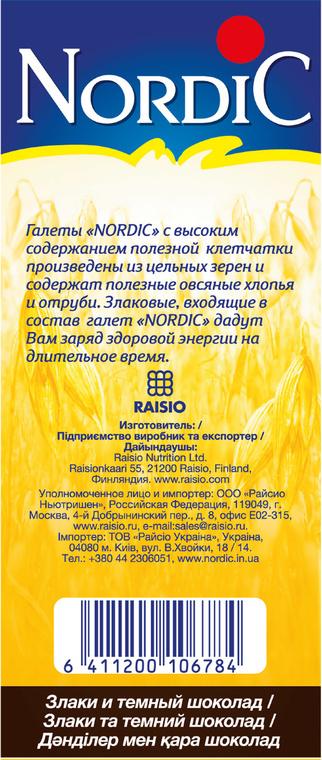 NORDIC
Галеты «NORDIC» с высоким
содержанием полезной клетчатки
произведены из цельных зерен и
содержат полезные овсяные хлопья
и отруби. Злаковые, входящие в
состав галет «NORDIC» дадут
Вам заряд здоровой энергии на
длительное время.
RAISIO
Изготовитель: /
Підприємство виробник та експортер /
Дайындаушы:
Raisio Nutrition Ltd.
Raisionkaari 55, 21200 Raisio, Finland,
Финляндия. www.raisio.com
Уполномоченное лицо и импортер: ООО «Райсио
Ньютришен», Российская Федерация, 119049, г.
Москва, 4-й Добрынинский пер., д. 8, офис Е02-315,
www.raisio.ru, e-mail:sales@raisio.ru.
Імпортер: ТОВ «Райсіо Україна», Україна,
04080 м. Київ, вул. В.Хвойки, 18 / 14.
Тел.: +380 44 2306051, www.nordic.in.ua
6 411200 106784
Злаки и темный шоколад /
Злаки та темний шоколад /
Дәнділер мен қара шоколад